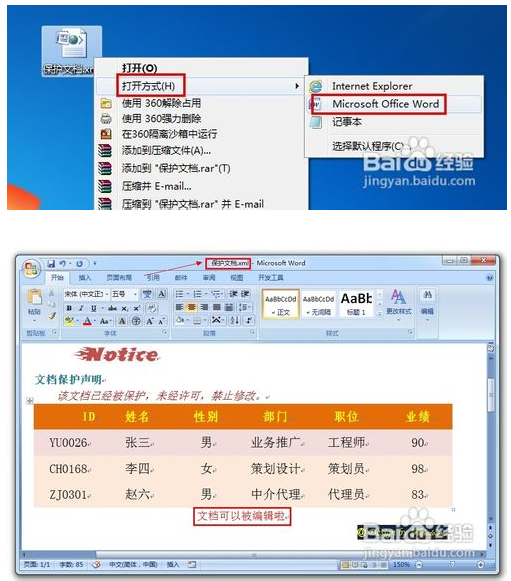 保护文档.xml
打开(O)
打开方式(H)
使用 360解除占用
使用 360强力删除
在360隔离沙箱中运行
添加到压缩文件(A)...
添加到 "保护文档.rar"(T)
压缩并 E-mail...
压缩到 "保护文档.rar" 并 E-mail
Internet Explorer
Microsoft Office Word
记事本
选择默认程序(C)...
Baidu 经验
jingyan.baidu.com
保护文档.xml - Microsoft Word
开始 插入 页面布局 引用 邮件 审阅 视图 开发工具
粘贴
宋体 (中文正 五号
AaBbCcDd AaBbCcDd AaBb
正文 无间隔 标题 1 更改样式 编辑
剪贴板 字体 段落 样式
Notice
文档保护声明
该文档已经被保护，未经许可，禁止修改。
ID 姓名 性别 部门 职位 业绩
YU0026 张三 男 业务推广 工程师 90
CH0168 李四 女 策划设计 策划员 98
ZJ0301 赵六 男 中介代理 代理员 83
文档可以被编辑啦
Baidu 经验
jingyan.baidu.com
页面: 1/1 字数: 85 中文(简体，中国) 插入 150%